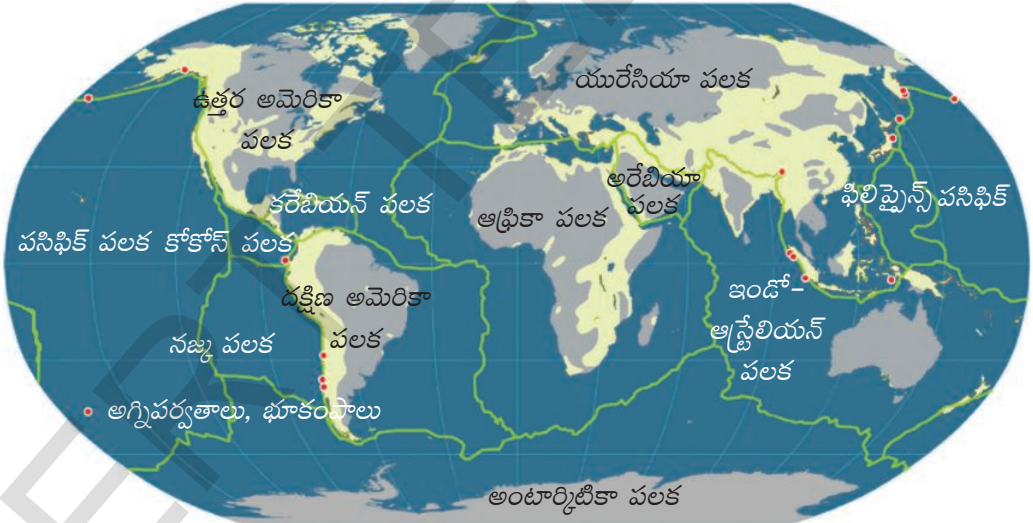 యురేసియా పలక
ఉత్తర అమెరికా
పలక
అరేబియా
పలక
కరేబియన్ పలక
ఆఫ్రికా పలక
ఫిలిప్పైన్స్ పసిఫిక్
పసిఫిక్ పలక కోకోస్ పలక
దక్షిణ అమెరికా
పలక
ఇండో-
ఆస్ట్రేలియన్
పలక
నజ్క పలక
అగ్నిపర్వతాలు, భూకంపాలు
అంటార్కిటికా పలక